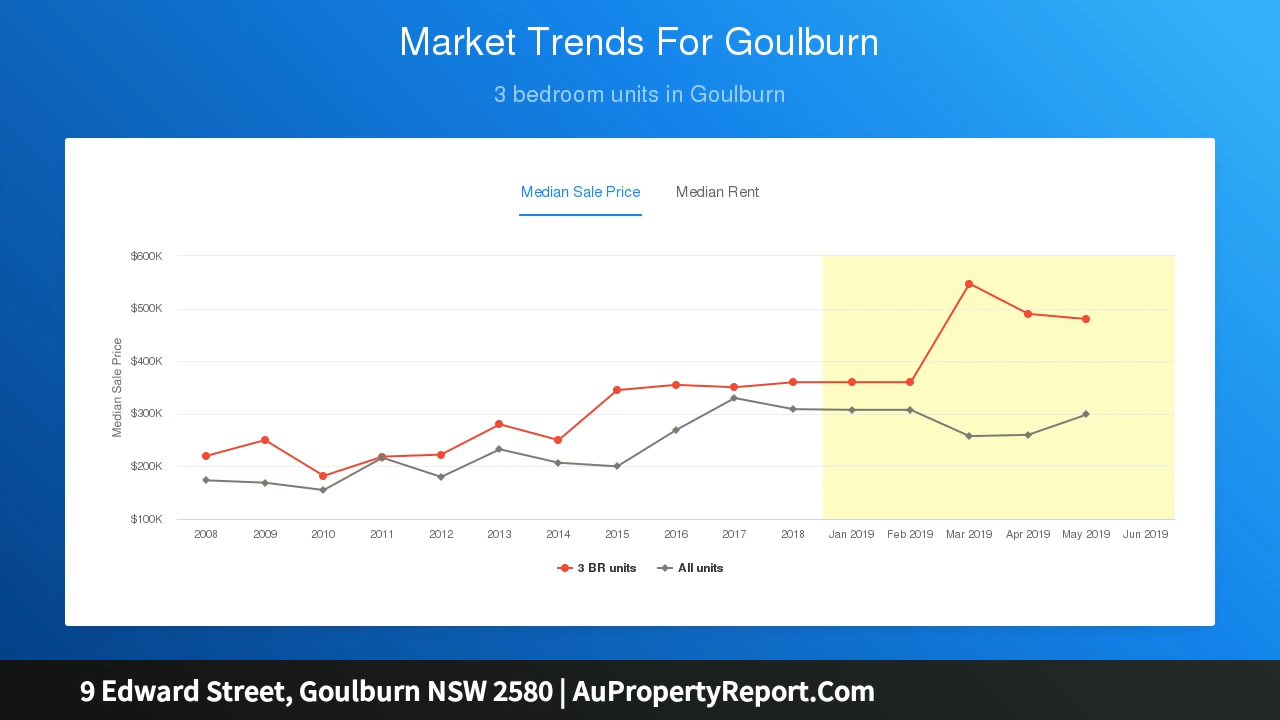 Market Trends For Goulburn
3 bedroom units in Goulburn
Median Sale Price Median Rent
$600K
$500K
$400K
$300K
$200K
$100K
Median Sale Price
2008 2009 2010 2011 2012 2013 2014 2015 2016 2017 2018 Jan 2019 Feb 2019 Mar 2019 Apr 2019 May 2019 Jun 2019
3 BR units All units
9 Edward Street, Goulburn NSW 2580 | AuPropertyReport.Com